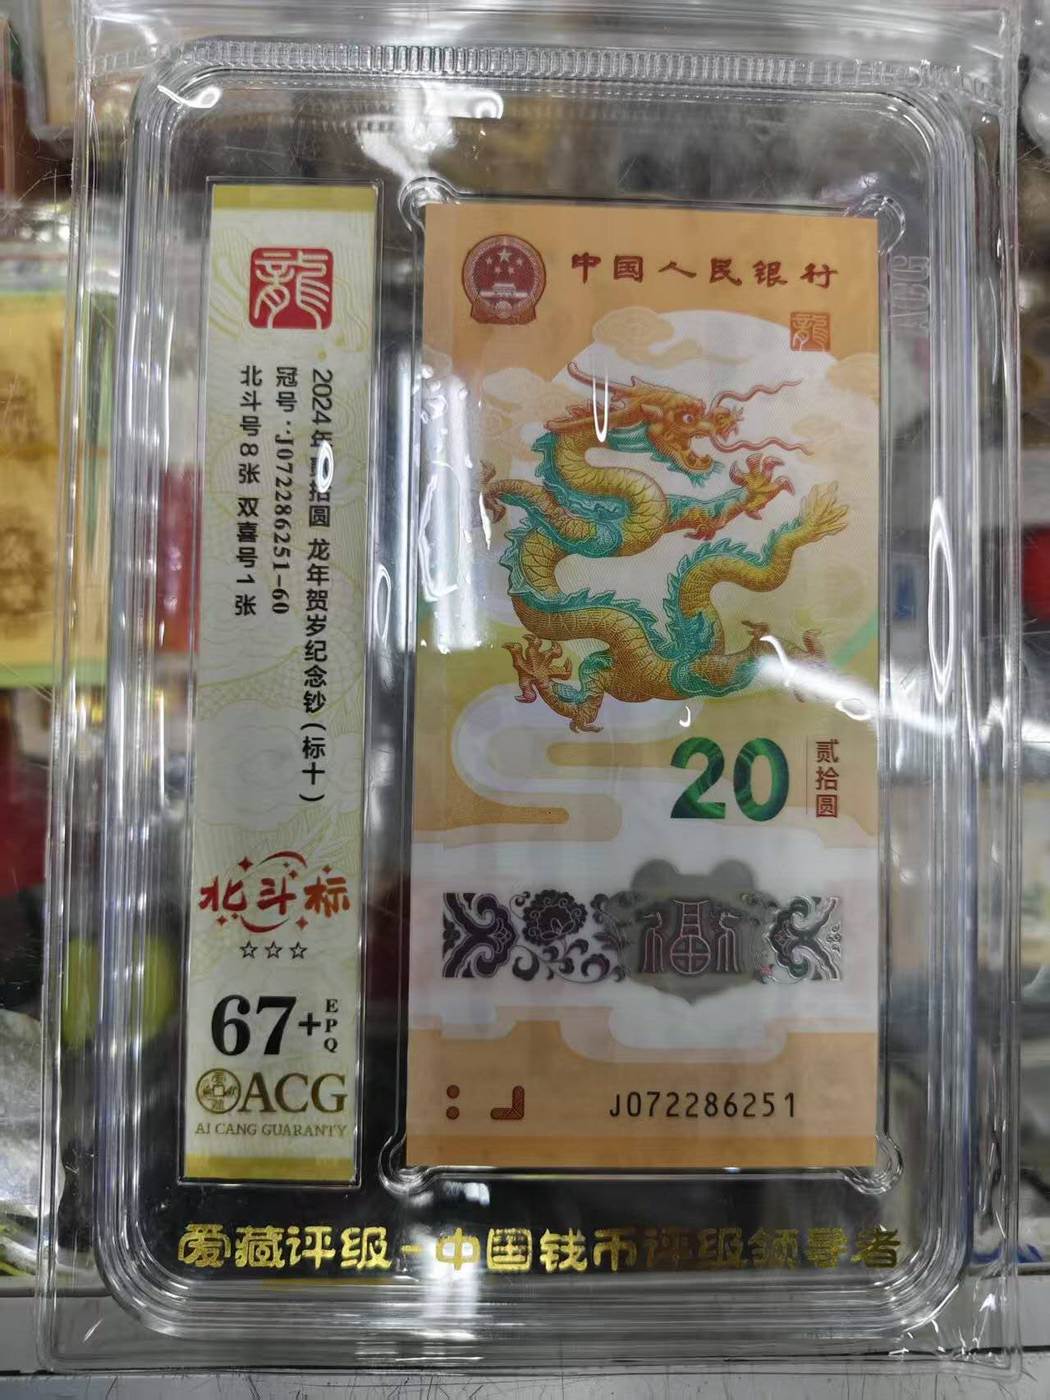 龍
2024年贰拾圆 龙年贺岁纪念钞（标十）
冠号：J072286251-60
北斗号8张 双喜号1张
北斗标
☆☆☆
67+EPQ
ACG
AI CANG GUARANTY
中国人民银行
龍
20
贰拾圆
福
J072286251
ACG
爱藏评级-中国钱币评级领导者